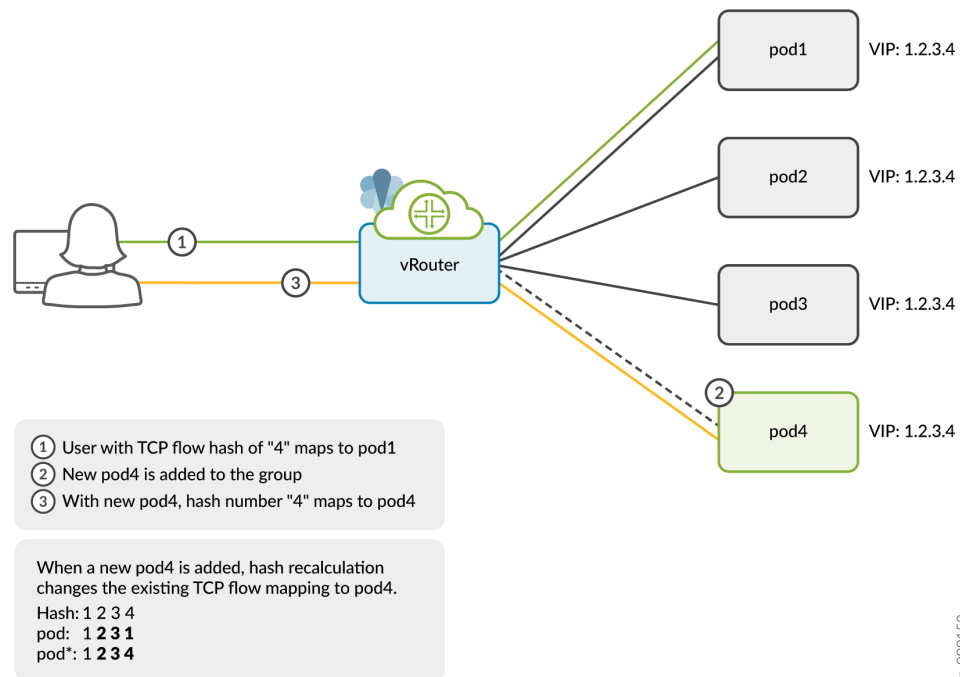 pod1
VIP: 1.2.3.4
pod2
VIP: 1.2.3.4
1
vRouter
3
pod3
VIP: 1.2.3.4
2
pod4
VIP: 1.2.3.4
1 User with TCP flow hash of "4" maps to pod1
2 New pod4 is added to the group
3 With new pod4, hash number "4" maps to pod4
When a new pod4 is added, hash recalculation
changes the existing TCP flow mapping to pod4.
Hash: 1 2 3 4
pod: 1 2 3 1
pod*: 1 2 3 4